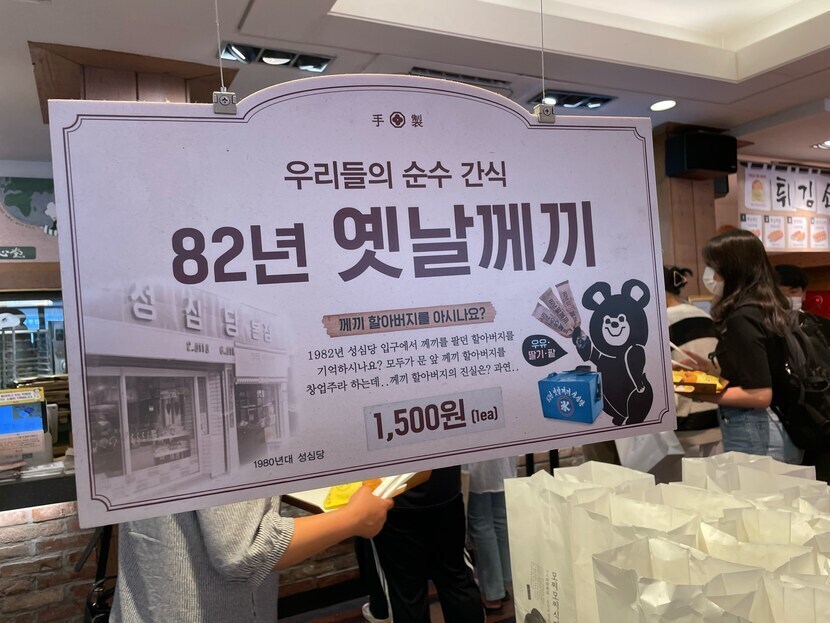 手 製
우리들의 순수 간식
82년 옛날께끼
께끼 할아버지를 아시나요?
1982년 성심당 입구에서 께끼를 팔던 할아버지를
기억하시나요? 모두가 문 앞 께끼 할아버지를
창업주라 하는데..께끼 할아버지의 진실은? 과연..
1,500원 (1ea)
우유·
딸기·팥
氷
성심당
1980년대 성심당
튀김소